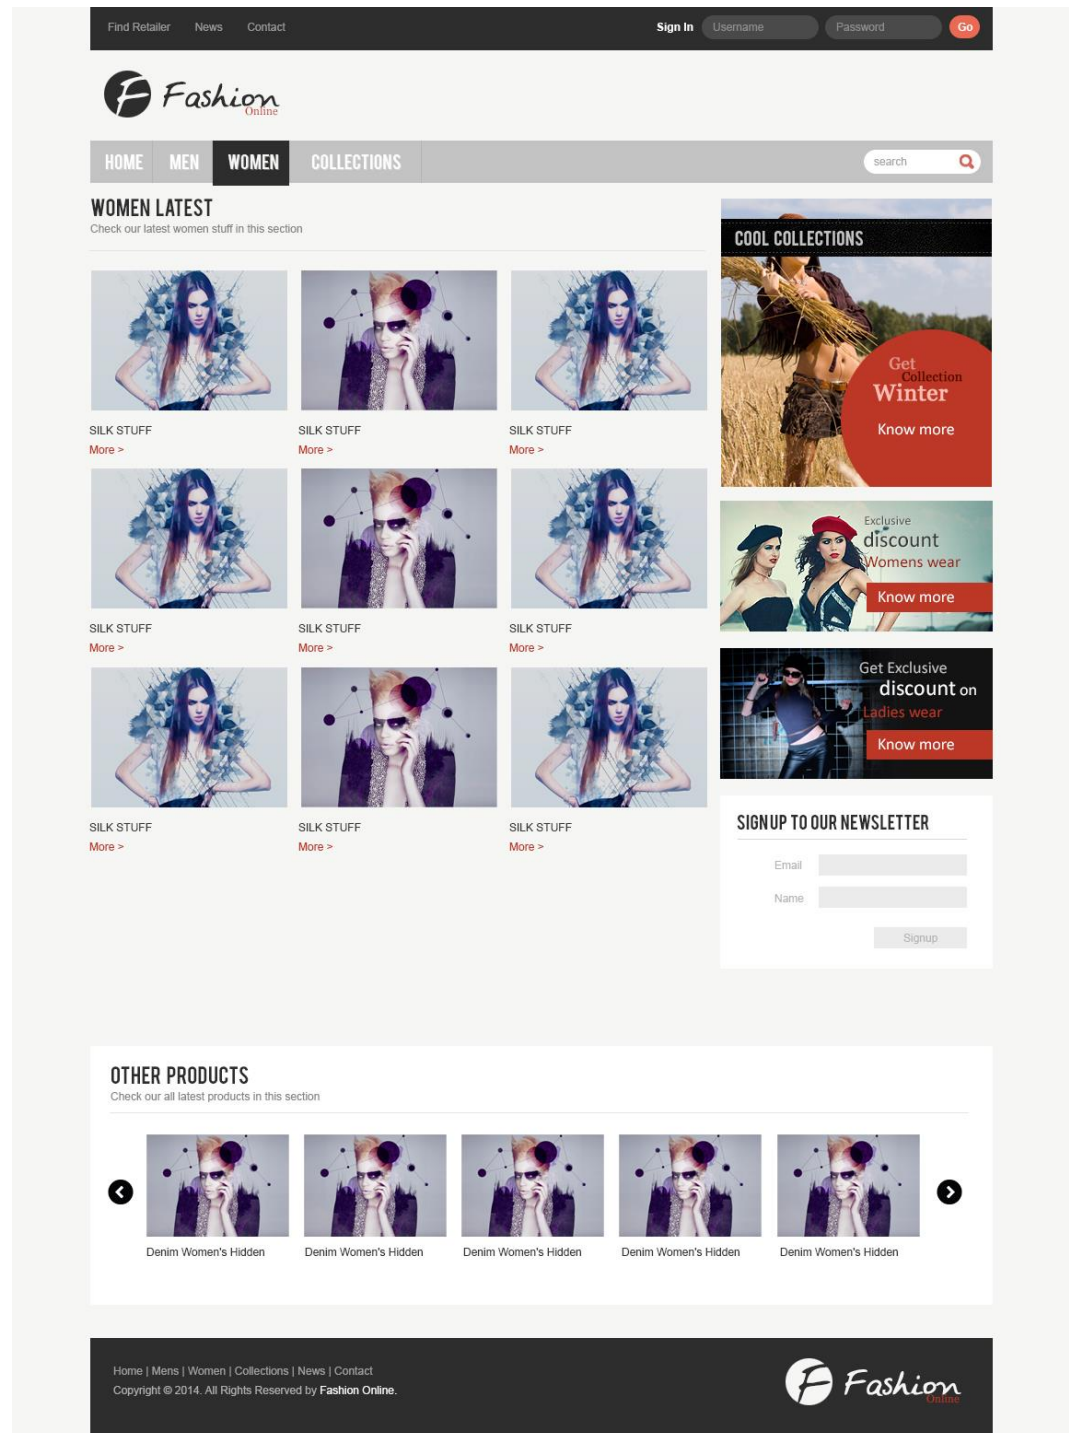 Find Retailer News Contact Sign In Username Password Go
F Fashion
Online
HOME MEN WOMEN COLLECTIONS search
WOMEN LATEST
Check our latest women stuff in this section
SILK STUFF SILK STUFF SILK STUFF
More > More > More >
SILK STUFF SILK STUFF SILK STUFF
More > More > More >
SILK STUFF SILK STUFF SILK STUFF
More > More > More >
COOL COLLECTIONS
Get
Collection
Winter
Know more
Exclusive
discount
Womens wear
Know more
Get Exclusive
discount on
Ladies wear
Know more
SIGNUP TO OUR NEWSLETTER
Email
Name
Signup
OTHER PRODUCTS
Check our all latest products in this section
Denim Women's Hidden Denim Women's Hidden Denim Women's Hidden Denim Women's Hidden Denim Women's Hidden
Home | Mens | Women | Collections | News | Contact
Copyright © 2014. All Rights Reserved by Fashion Online.
F Fashion
Online